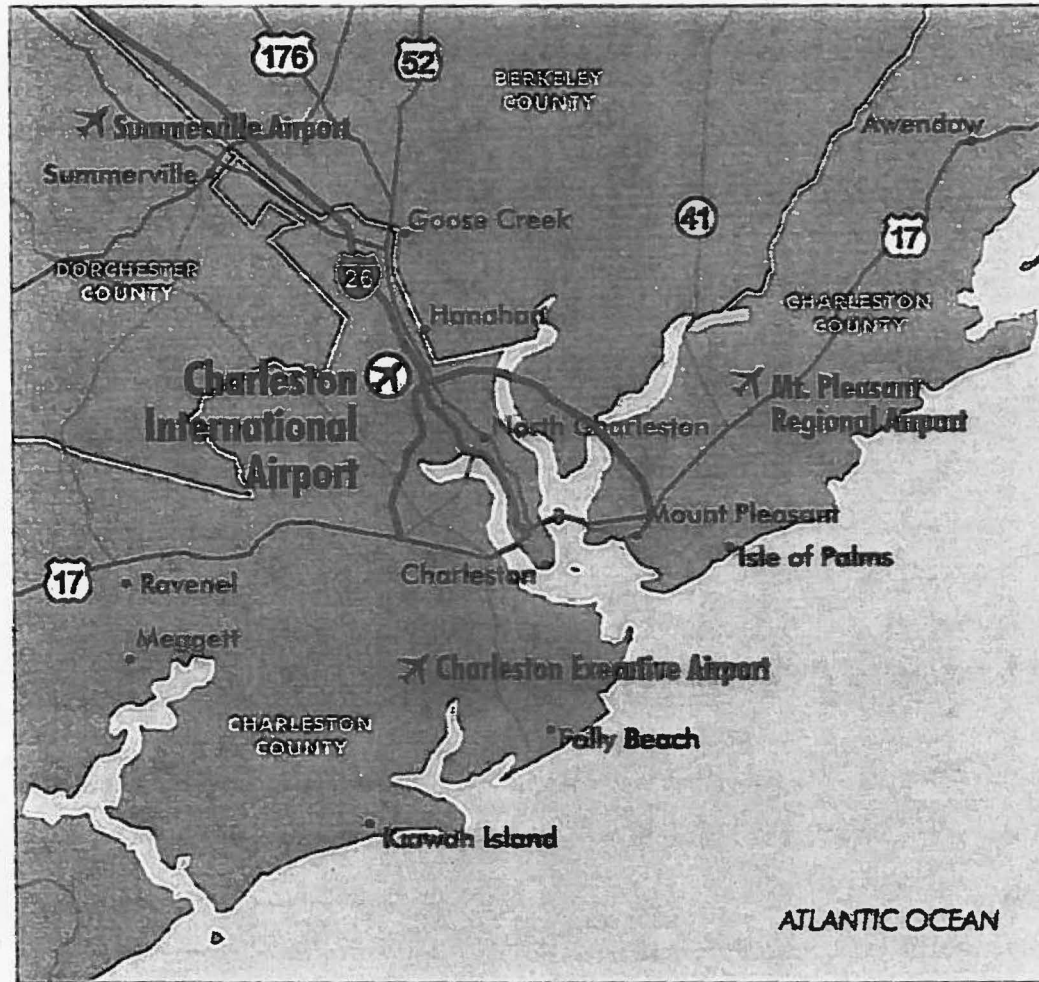 176
52
BERKELEY
COUNTY
Summerville Airport
Awendaw
Summerville
Goose Creek
41
17
DORCHESTER
COUNTY
26
CHARLESTON
COUNTY
Hanahan
Charleston
International
Airport
Mt. Pleasant
Regional Airport
North Charleston
Mount Pleasant
Isle of Palms
Charleston
17
Ravenel
Meggett
Charleston Executive Airport
CHARLESTON
COUNTY
Folly Beach
Kiawah Island
ATLANTIC OCEAN